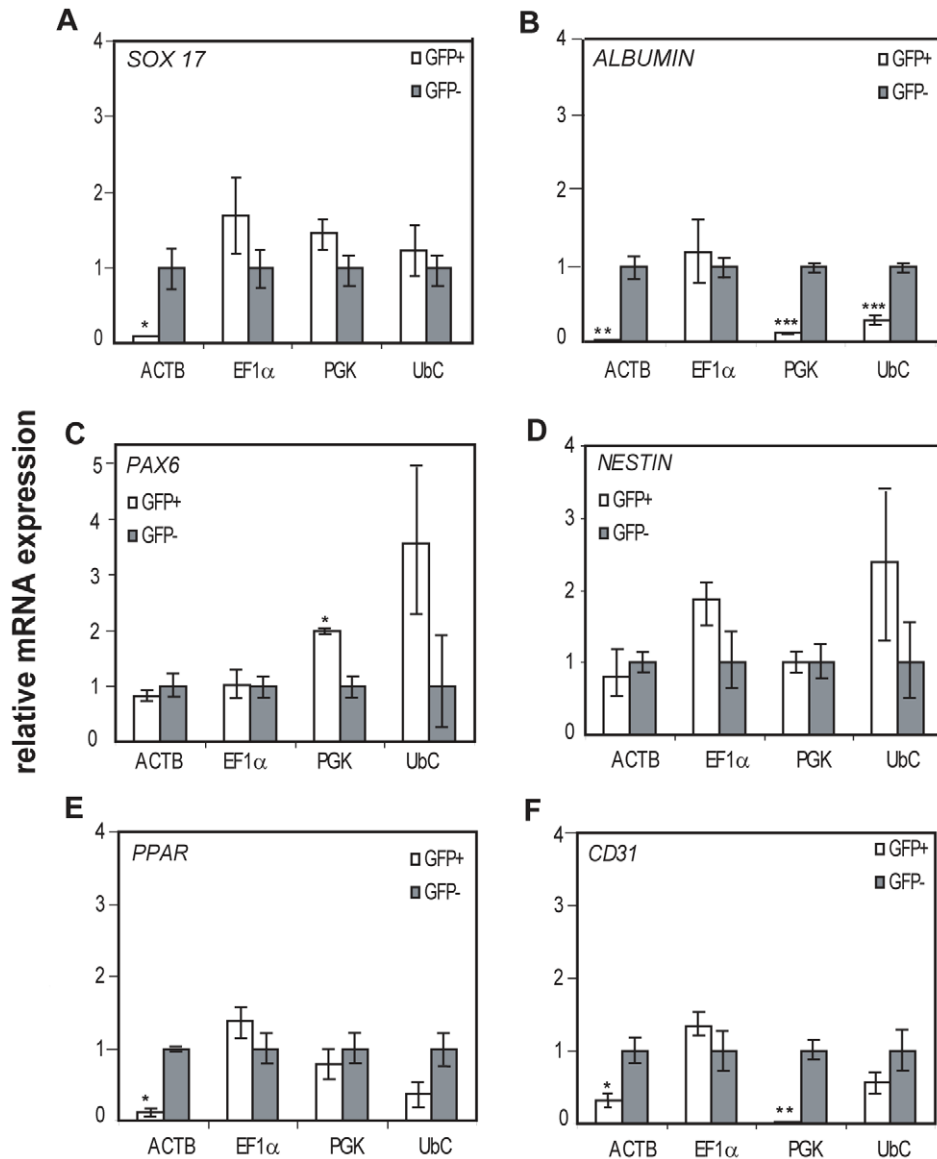 relative mRNA expression
A
SOX 17
GFP+
GFP-
4
3
2
1
0
*
ACTB EF1α PGK UbC
B
ALBUMIN
GFP+
GFP-
4
3
2
1
0
** *** ***
ACTB EF1α PGK UbC
C
PAX6
GFP+
GFP-
5
4
3
2
1
0
*
ACTB EF1α PGK UbC
D
NESTIN
GFP+
GFP-
4
3
2
1
0
ACTB EF1α PGK UbC
E
PPAR
GFP+
GFP-
4
3
2
1
0
*
ACTB EF1α PGK UbC
F
CD31
GFP+
GFP-
4
3
2
1
0
* **
ACTB EF1α PGK UbC